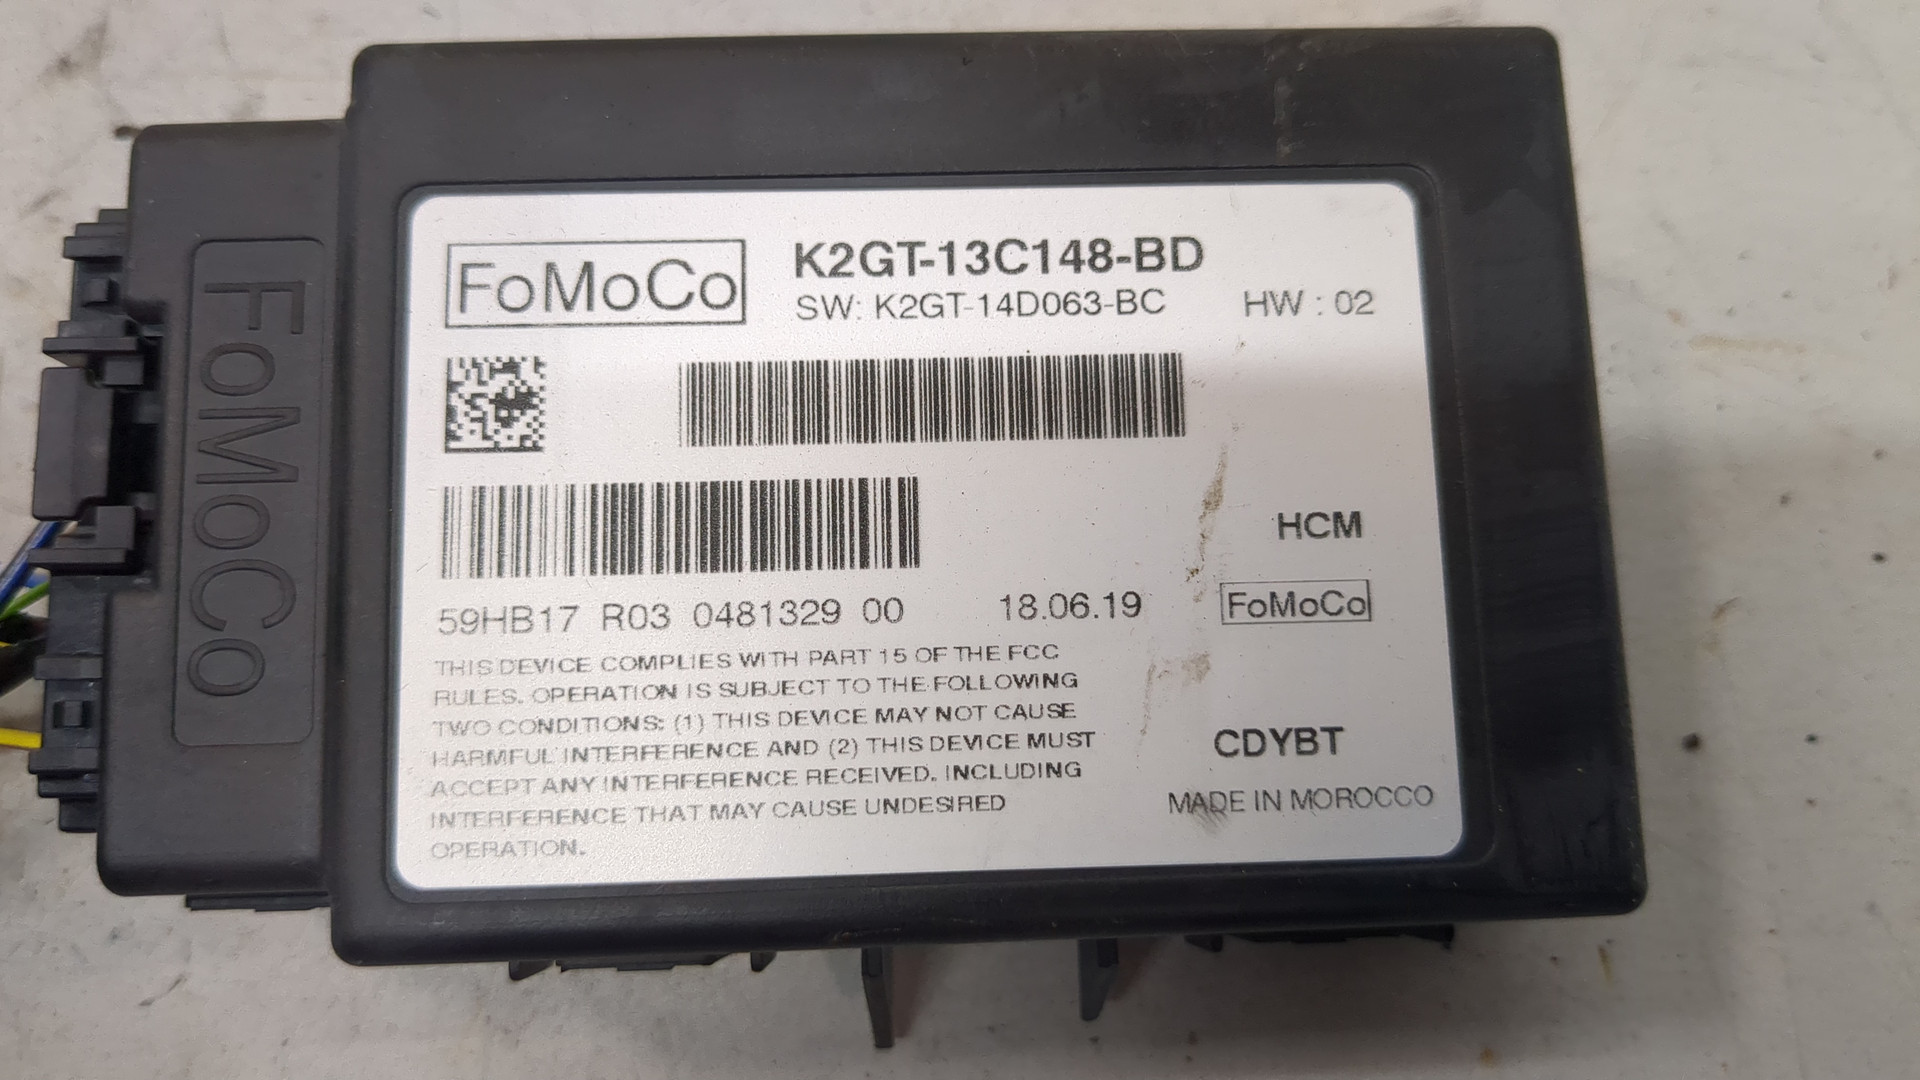 FoMoCo
FoMoCo
K2GT-13C148-BD
SW: K2GT-14D063-BC HW : 02
HCM
59HB17 R03 0481329 00 18.06.19 FoMoCo
THIS DEVICE COMPLIES WITH PART 15 OF THE FCC
RULES. OPERATION IS SUBJECT TO THE FOLLOWING
TWO CONDITIONS: (1) THIS DEVICE MAY NOT CAUSE
HARMFUL INTERFERENCE AND (2) THIS DEVICE MUST
ACCEPT ANY INTERFERENCE RECEIVED. INCLUDING
INTERFERENCE THAT MAY CAUSE UNDESIRED
OPERATION.
CDYBT
MADE IN MOROCCO